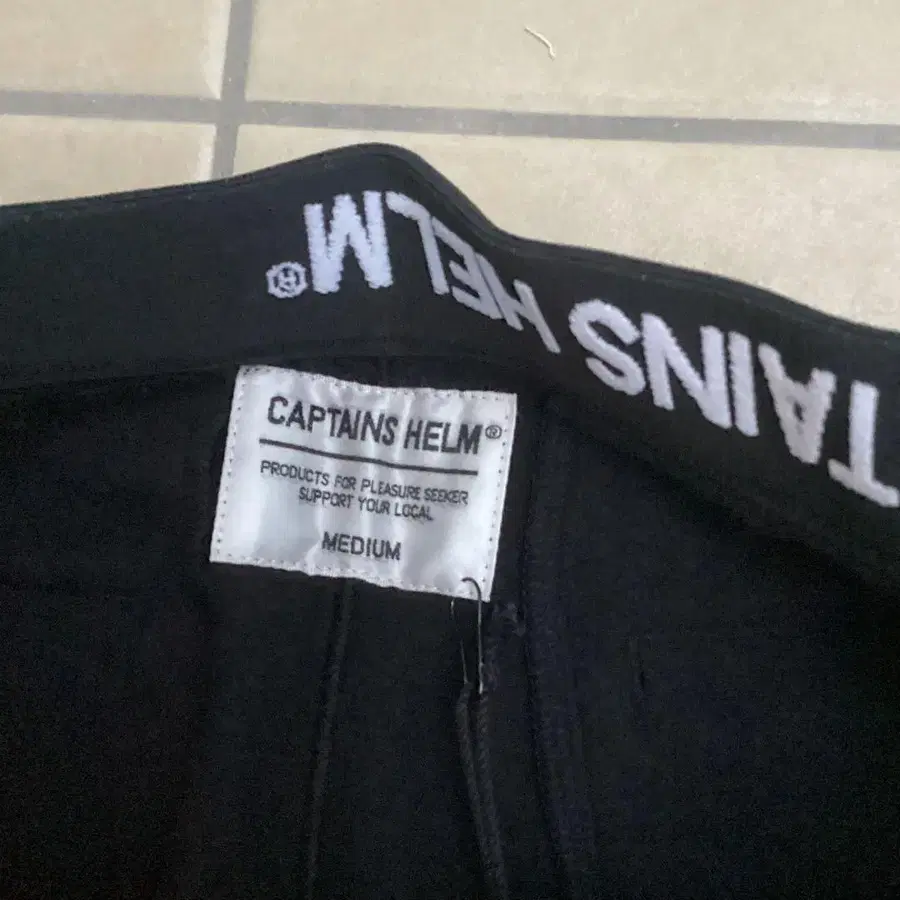 TAINS HELM®
CAPTAINS HELM®
PRODUCTS FOR PLEASURE SEEKER
SUPPORT YOUR LOCAL
MEDIUM